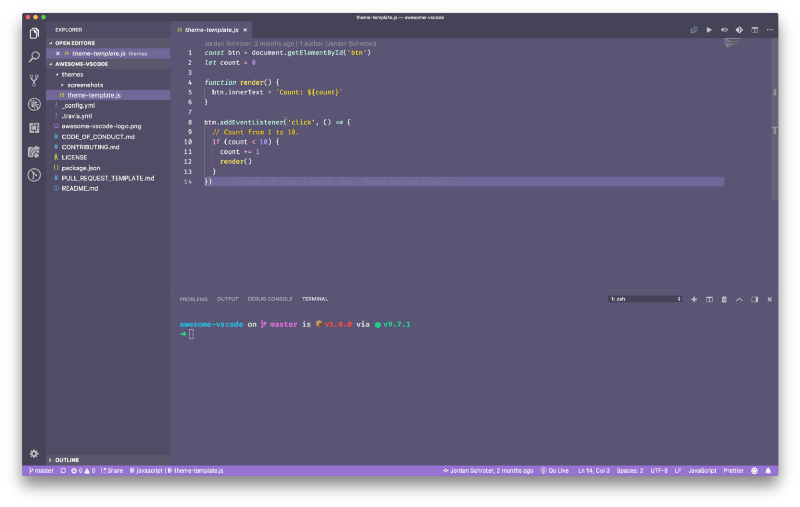 theme-template.js — awesome-vscode
EXPLORER
OPEN EDITORS
JS theme-template.js themes
AWESOME-VSCODE
themes
screenshots
JS theme-template.js
! _config.yml
! .travis.yml
awesome-vscode-logo.png
CODE_OF_CONDUCT.md
CONTRIBUTING.md
LICENSE
package.json
PULL_REQUEST_TEMPLATE.md
README.md
OUTLINE
JS theme-template.js ×
Jordan Schroter, 2 months ago | 1 author (Jordan Schroter)
1 const btn = document.getElementById('btn')
2 let count = 0
3
4 function render() {
5 btn.innerText = `Count: ${count}`
6 }
7
8 btn.addEventListener('click', () => {
9 // Count from 1 to 10.
10 if (count < 10) {
11 count += 1
12 render()
13 }
14 })
PROBLEMS OUTPUT DEBUG CONSOLE TERMINAL 1: zsh
awesome-vscode on master is v1.0.0 via v9.7.1
master 0 0 Share javascript | theme-template.js Jordan Schroter, 2 months ago Go Live Ln 14, Col 3 Spaces: 2 UTF-8 LF JavaScript Prettier